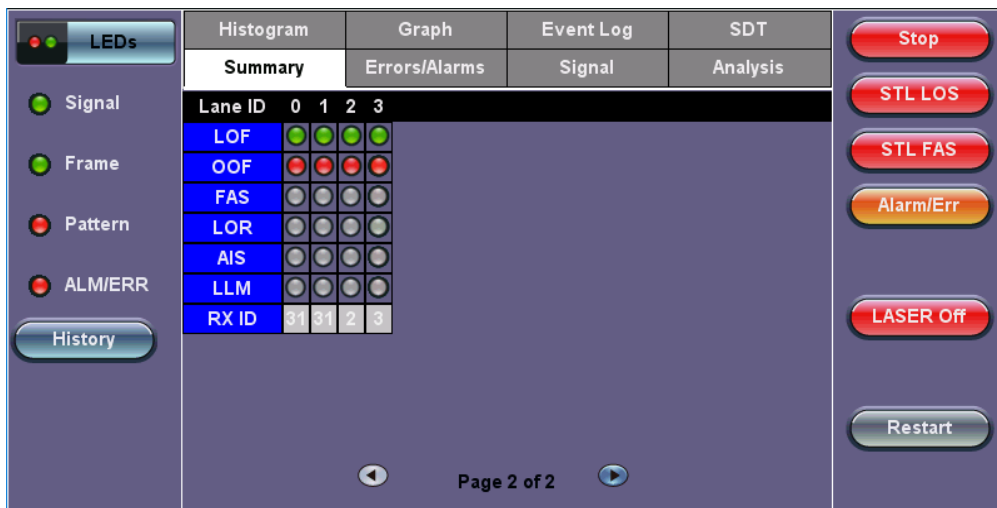 LEDs
Signal
Frame
Pattern
ALM/ERR
History
Histogram Graph Event Log SDT
Summary Errors/Alarms Signal Analysis
Lane ID 0 1 2 3
LOF
OOF
FAS
LOR
AIS
LLM
RX ID 31 31 2 3
Page 2 of 2
Stop
STL LOS
STL FAS
Alarm/Err
LASER Off
Restart